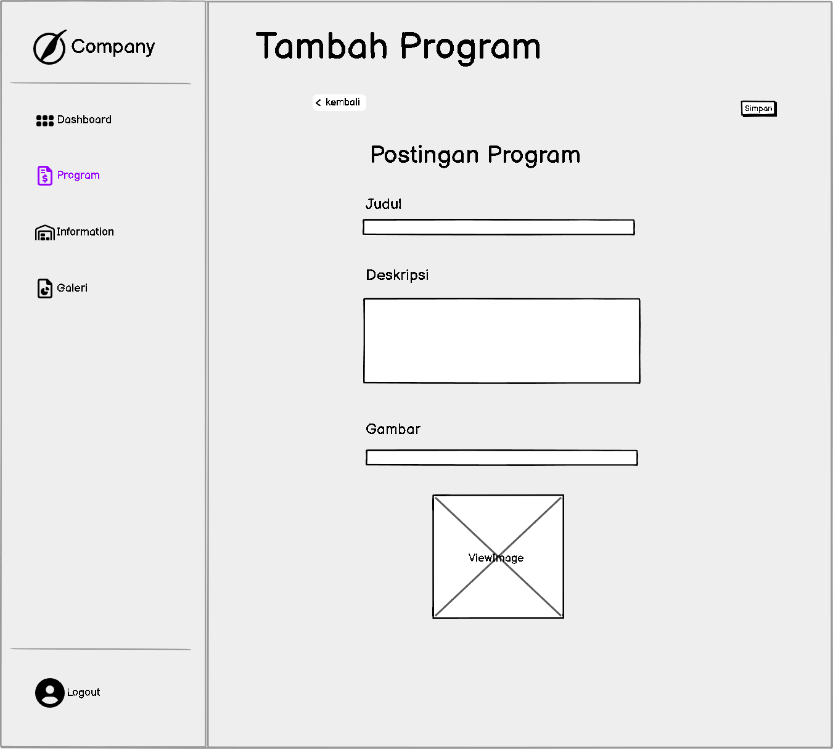 Company
Dashboard
Program
Information
Galeri
Logout
Tambah Program
< kembali
Simpan
Postingan Program
Judul
Deskripsi
Gambar
ViewImage